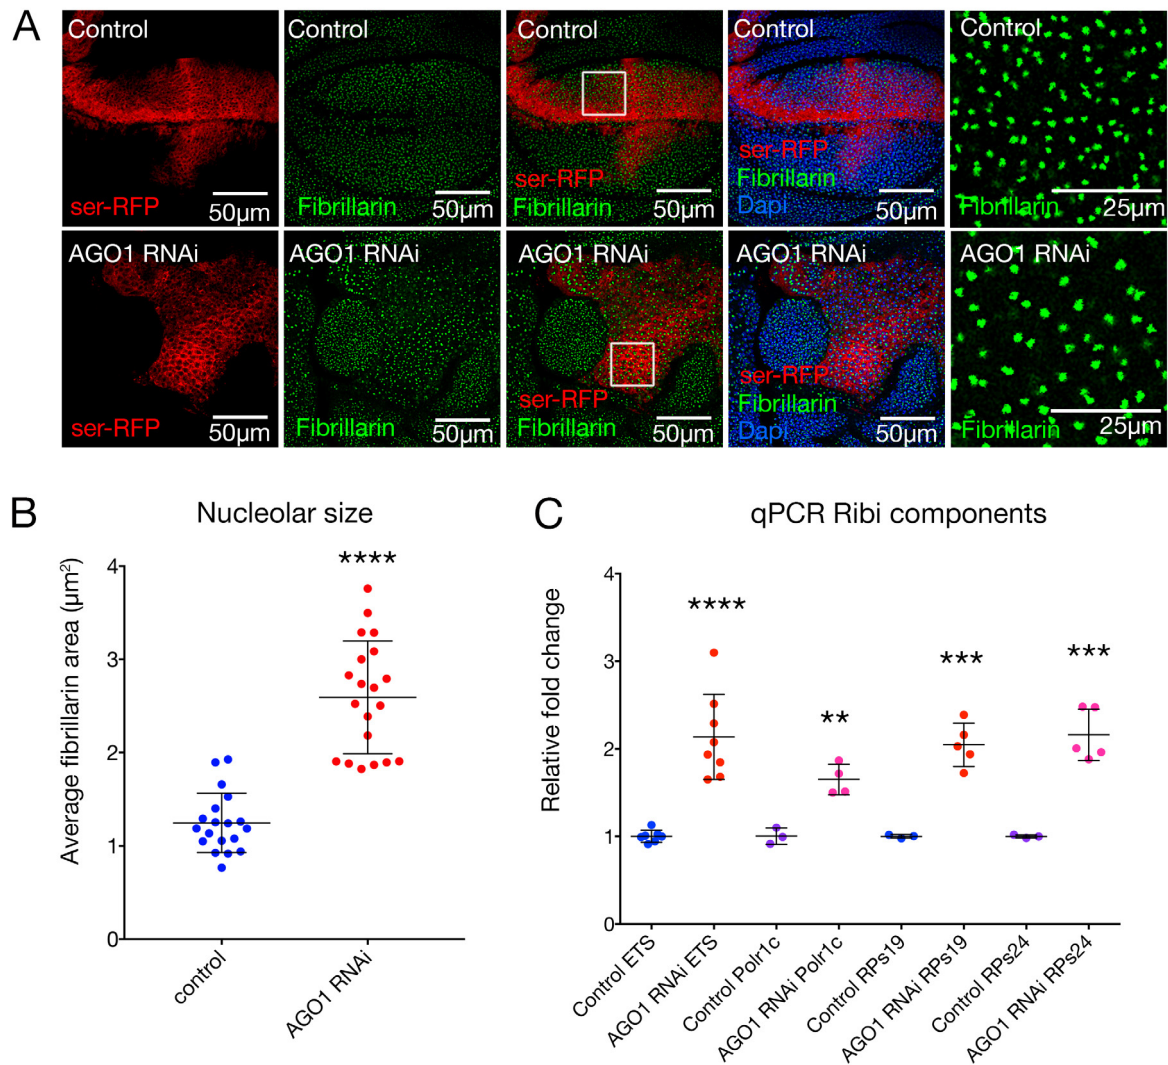 A
Control
ser-RFP
50μm
Control
Fibrillarin
50μm
Control
ser-RFP
Fibrillarin
50μm
Control
ser-RFP
Fibrillarin
Dapi
50μm
Control
Fibrillarin
25μm
AGO1 RNAi
ser-RFP
50μm
AGO1 RNAi
Fibrillarin
50μm
AGO1 RNAi
ser-RFP
Fibrillarin
50μm
AGO1 RNAi
ser-RFP
Fibrillarin
Dapi
50μm
AGO1 RNAi
Fibrillarin
25μm
B
Nucleolar size
Average fibrillarin area (μm²)
4
3
2
1
0
****
control
AGO1 RNAi
C
qPCR Ribi components
Relative fold change
4
3
2
1
0
****
**
***
***
Control ETS
AGO1 RNAi ETS
Control Polr1c
AGO1 RNAi Polr1c
Control RPs19
AGO1 RNAi RPs19
Control RPs24
AGO1 RNAi RPs24